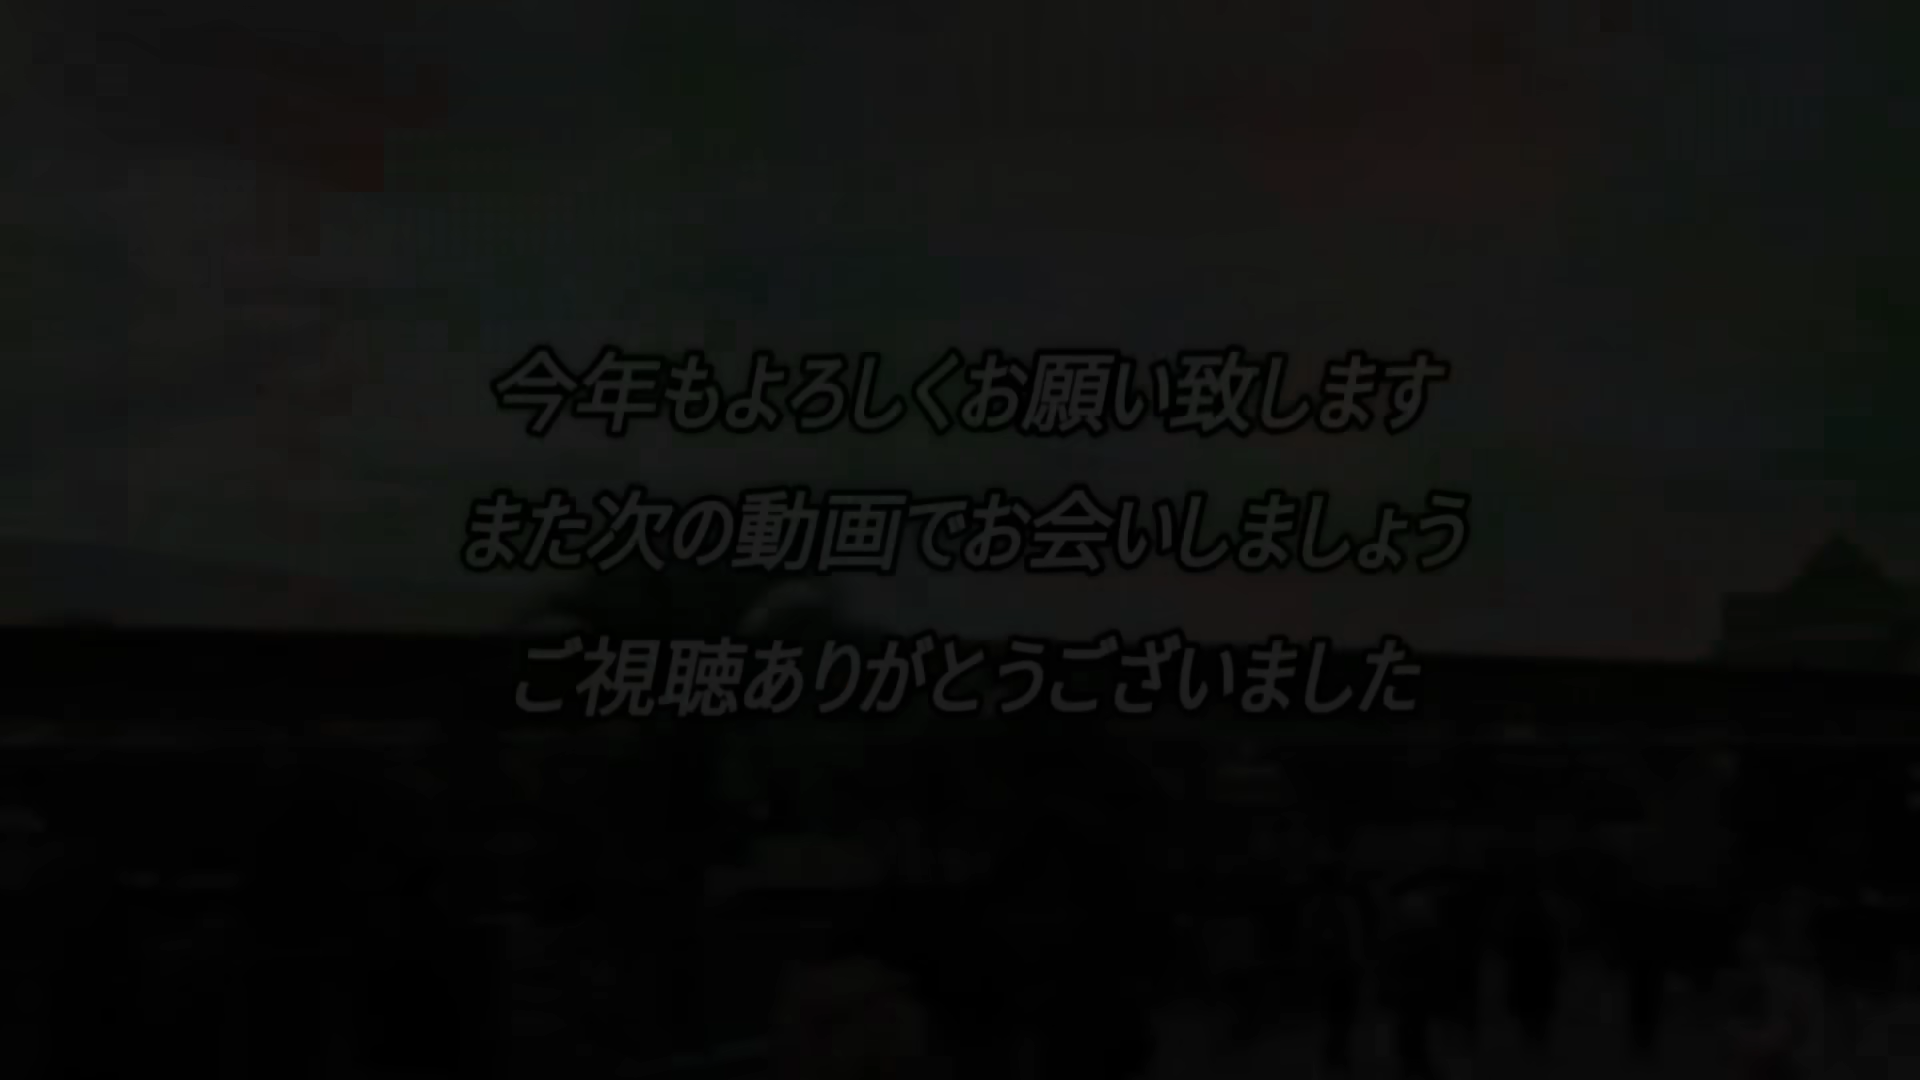 今年もよろしくお願い致します
また次の動画でお会いしましょう
ご視聴ありがとうございました